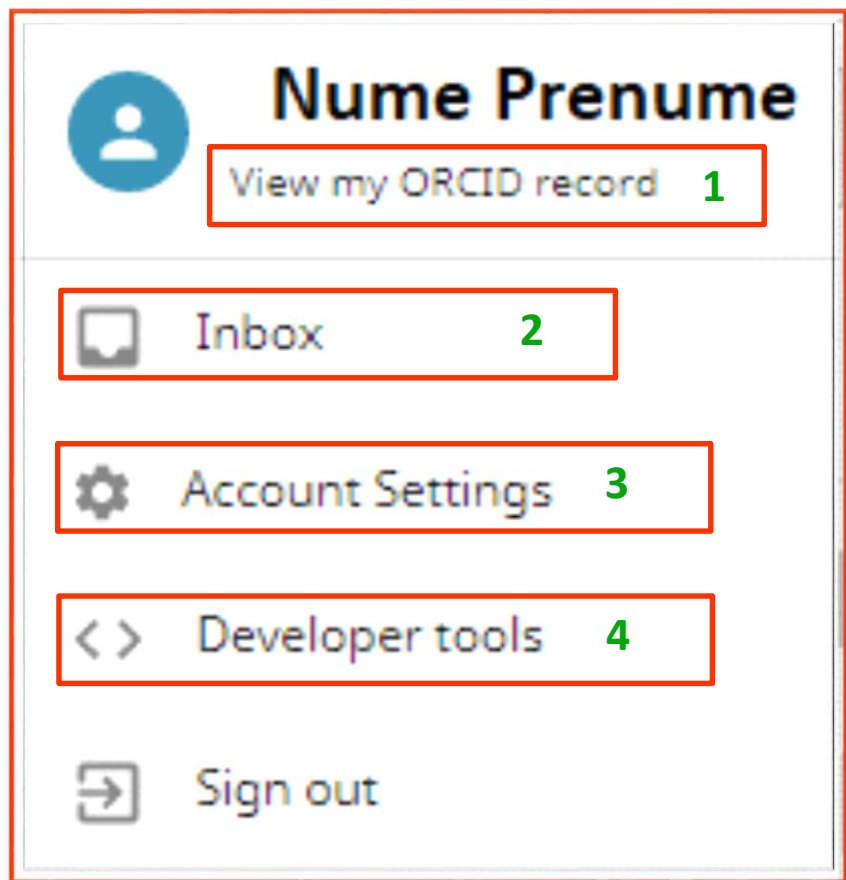 Nume Prenume
View my ORCID record 1
Inbox 2
Account Settings 3
Developer tools 4
Sign out